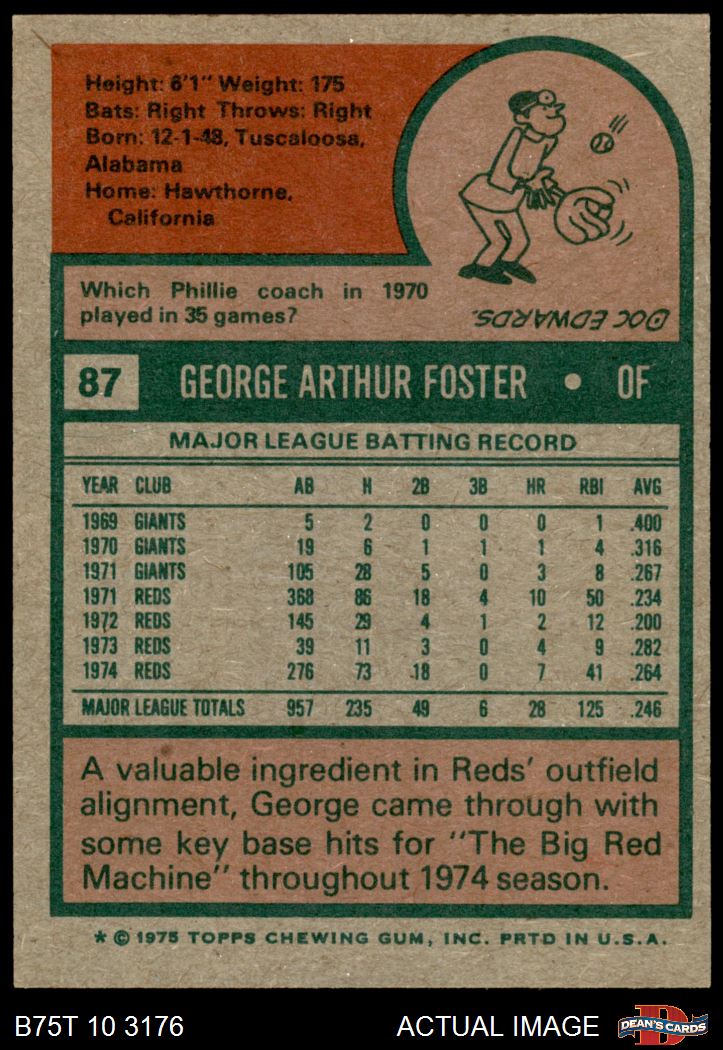 Height: 6'1" Weight: 175
Bats: Right Throws: Right
Born: 12-1-48, Tuscaloosa,
Alabama
Home: Hawthorne,
California
Which Phillie coach in 1970
played in 35 games?
DOC EDWARDS.
87 GEORGE ARTHUR FOSTER • OF
MAJOR LEAGUE BATTING RECORD
YEAR CLUB AB H 2B 3B HR RBI AVG
1969 GIANTS 5 2 0 0 0 1 .400
1970 GIANTS 19 6 1 1 1 4 .316
1971 GIANTS 105 28 5 0 3 8 .267
1971 REDS 368 86 18 4 10 50 .234
1972 REDS 145 29 4 1 2 12 .200
1973 REDS 39 11 3 0 4 9 .282
1974 REDS 276 73 18 0 7 41 .264
MAJOR LEAGUE TOTALS 957 235 49 6 28 125 .246
A valuable ingredient in Reds' outfield
alignment, George came through with
some key base hits for "The Big Red
Machine" throughout 1974 season.
* © 1975 TOPPS CHEWING GUM, INC. PRTD IN U.S.A.
B75T 10 3176 ACTUAL IMAGE
D
DEAN'S CARDS